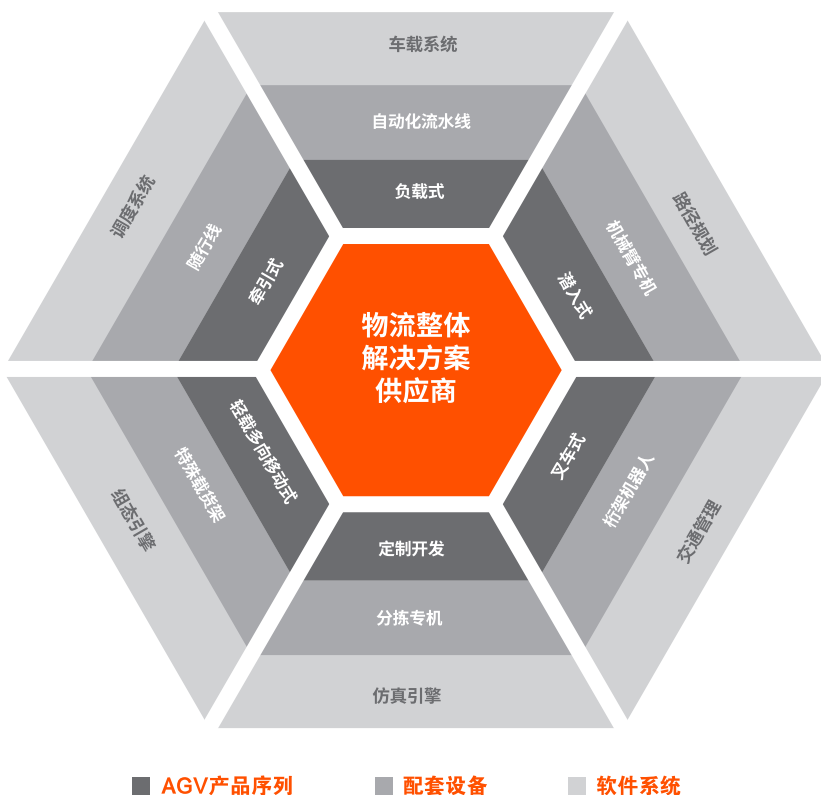 车载系统
自动化流水线
负载式
调度系统
随行线
牵引式
路径规划
机械臂专机
潜入式
物流整体
解决方案
供应商
轻载多向移动式
特殊载货架
组态引擎
叉车式
桁架机器人
交通管理
定制开发
分拣专机
仿真引擎
AGV产品序列
配套设备
软件系统